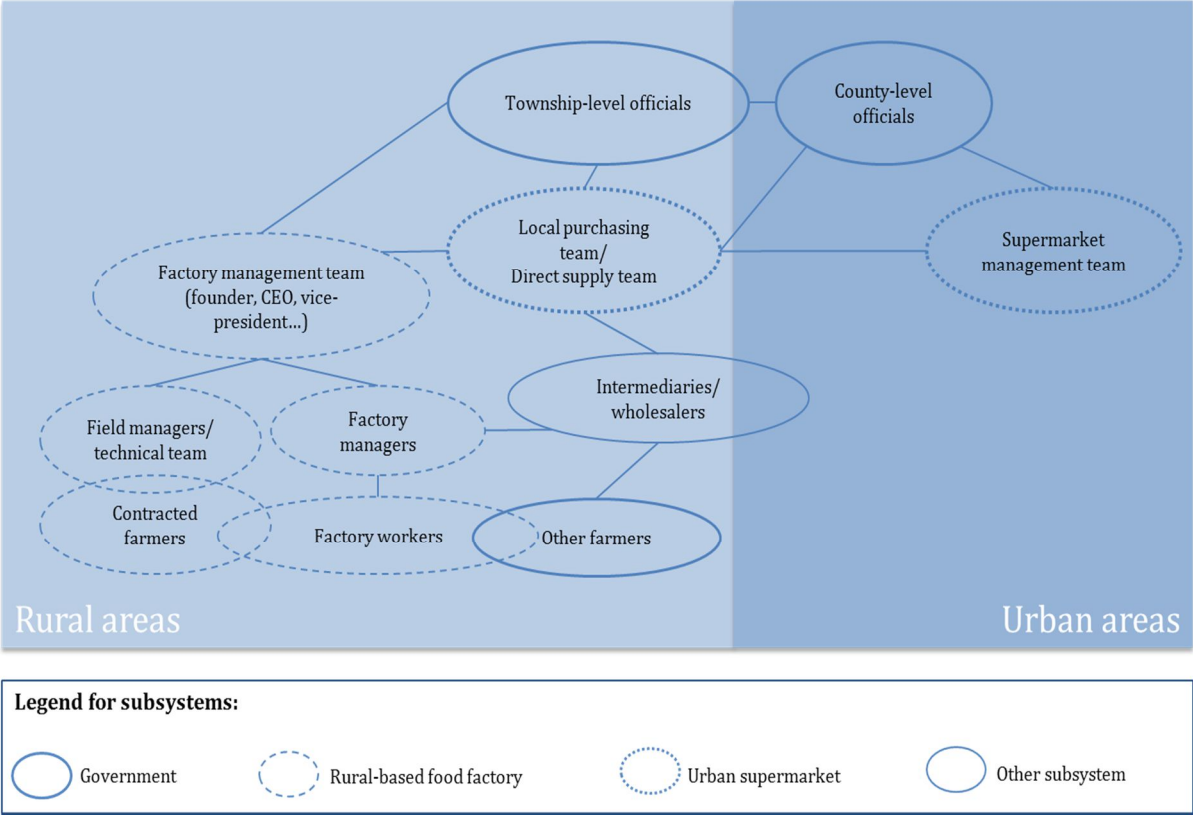 Township-level officials
County-level
officials
Local purchasing
team/
Direct supply team
Supermarket
management team
Factory management team
(founder, CEO, vice-
president...)
Intermediaries/
wholesalers
Field managers/
technical team
Factory
managers
Contracted
farmers
Factory workers
Other farmers
Rural areas
Urban areas
Legend for subsystems:
Government
Rural-based food factory
Urban supermarket
Other subsystem